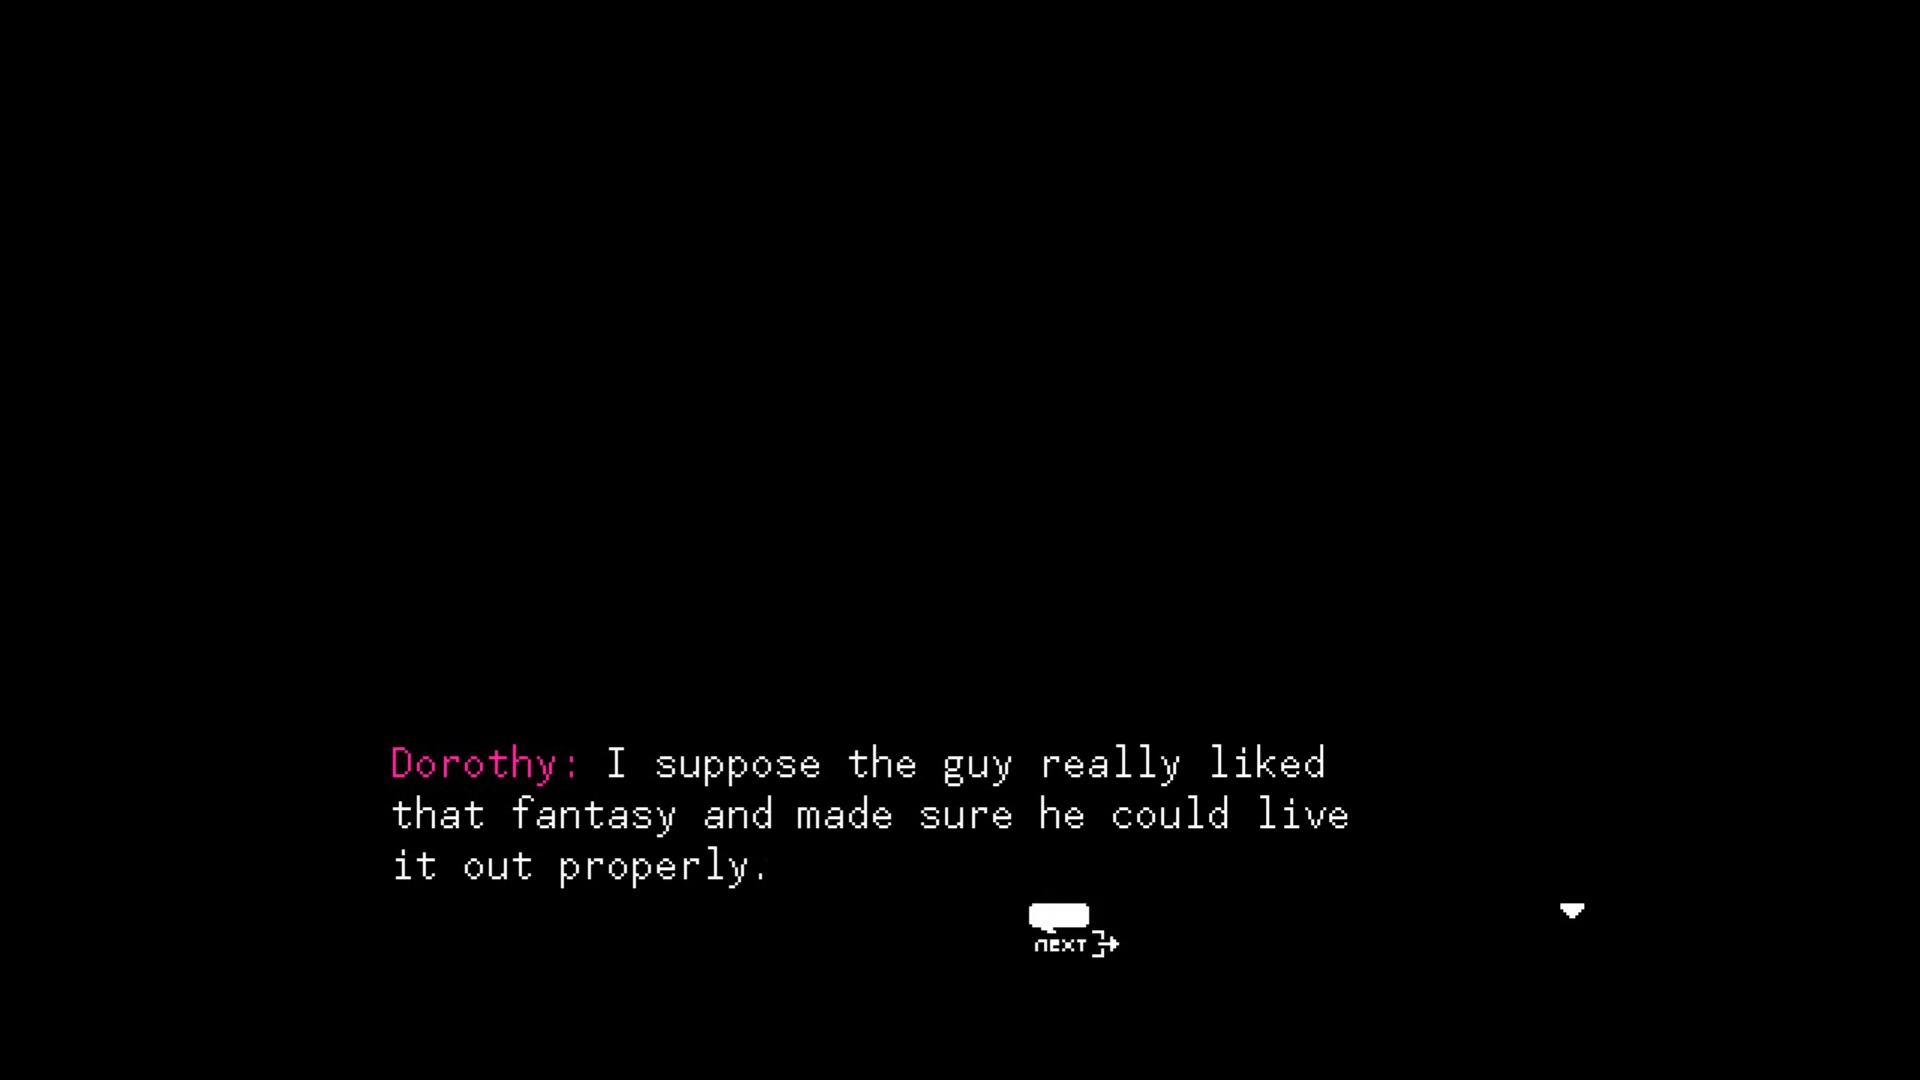 Dorothy: I suppose the guy really liked
that fantasy and made sure he could live
it out properly.
next